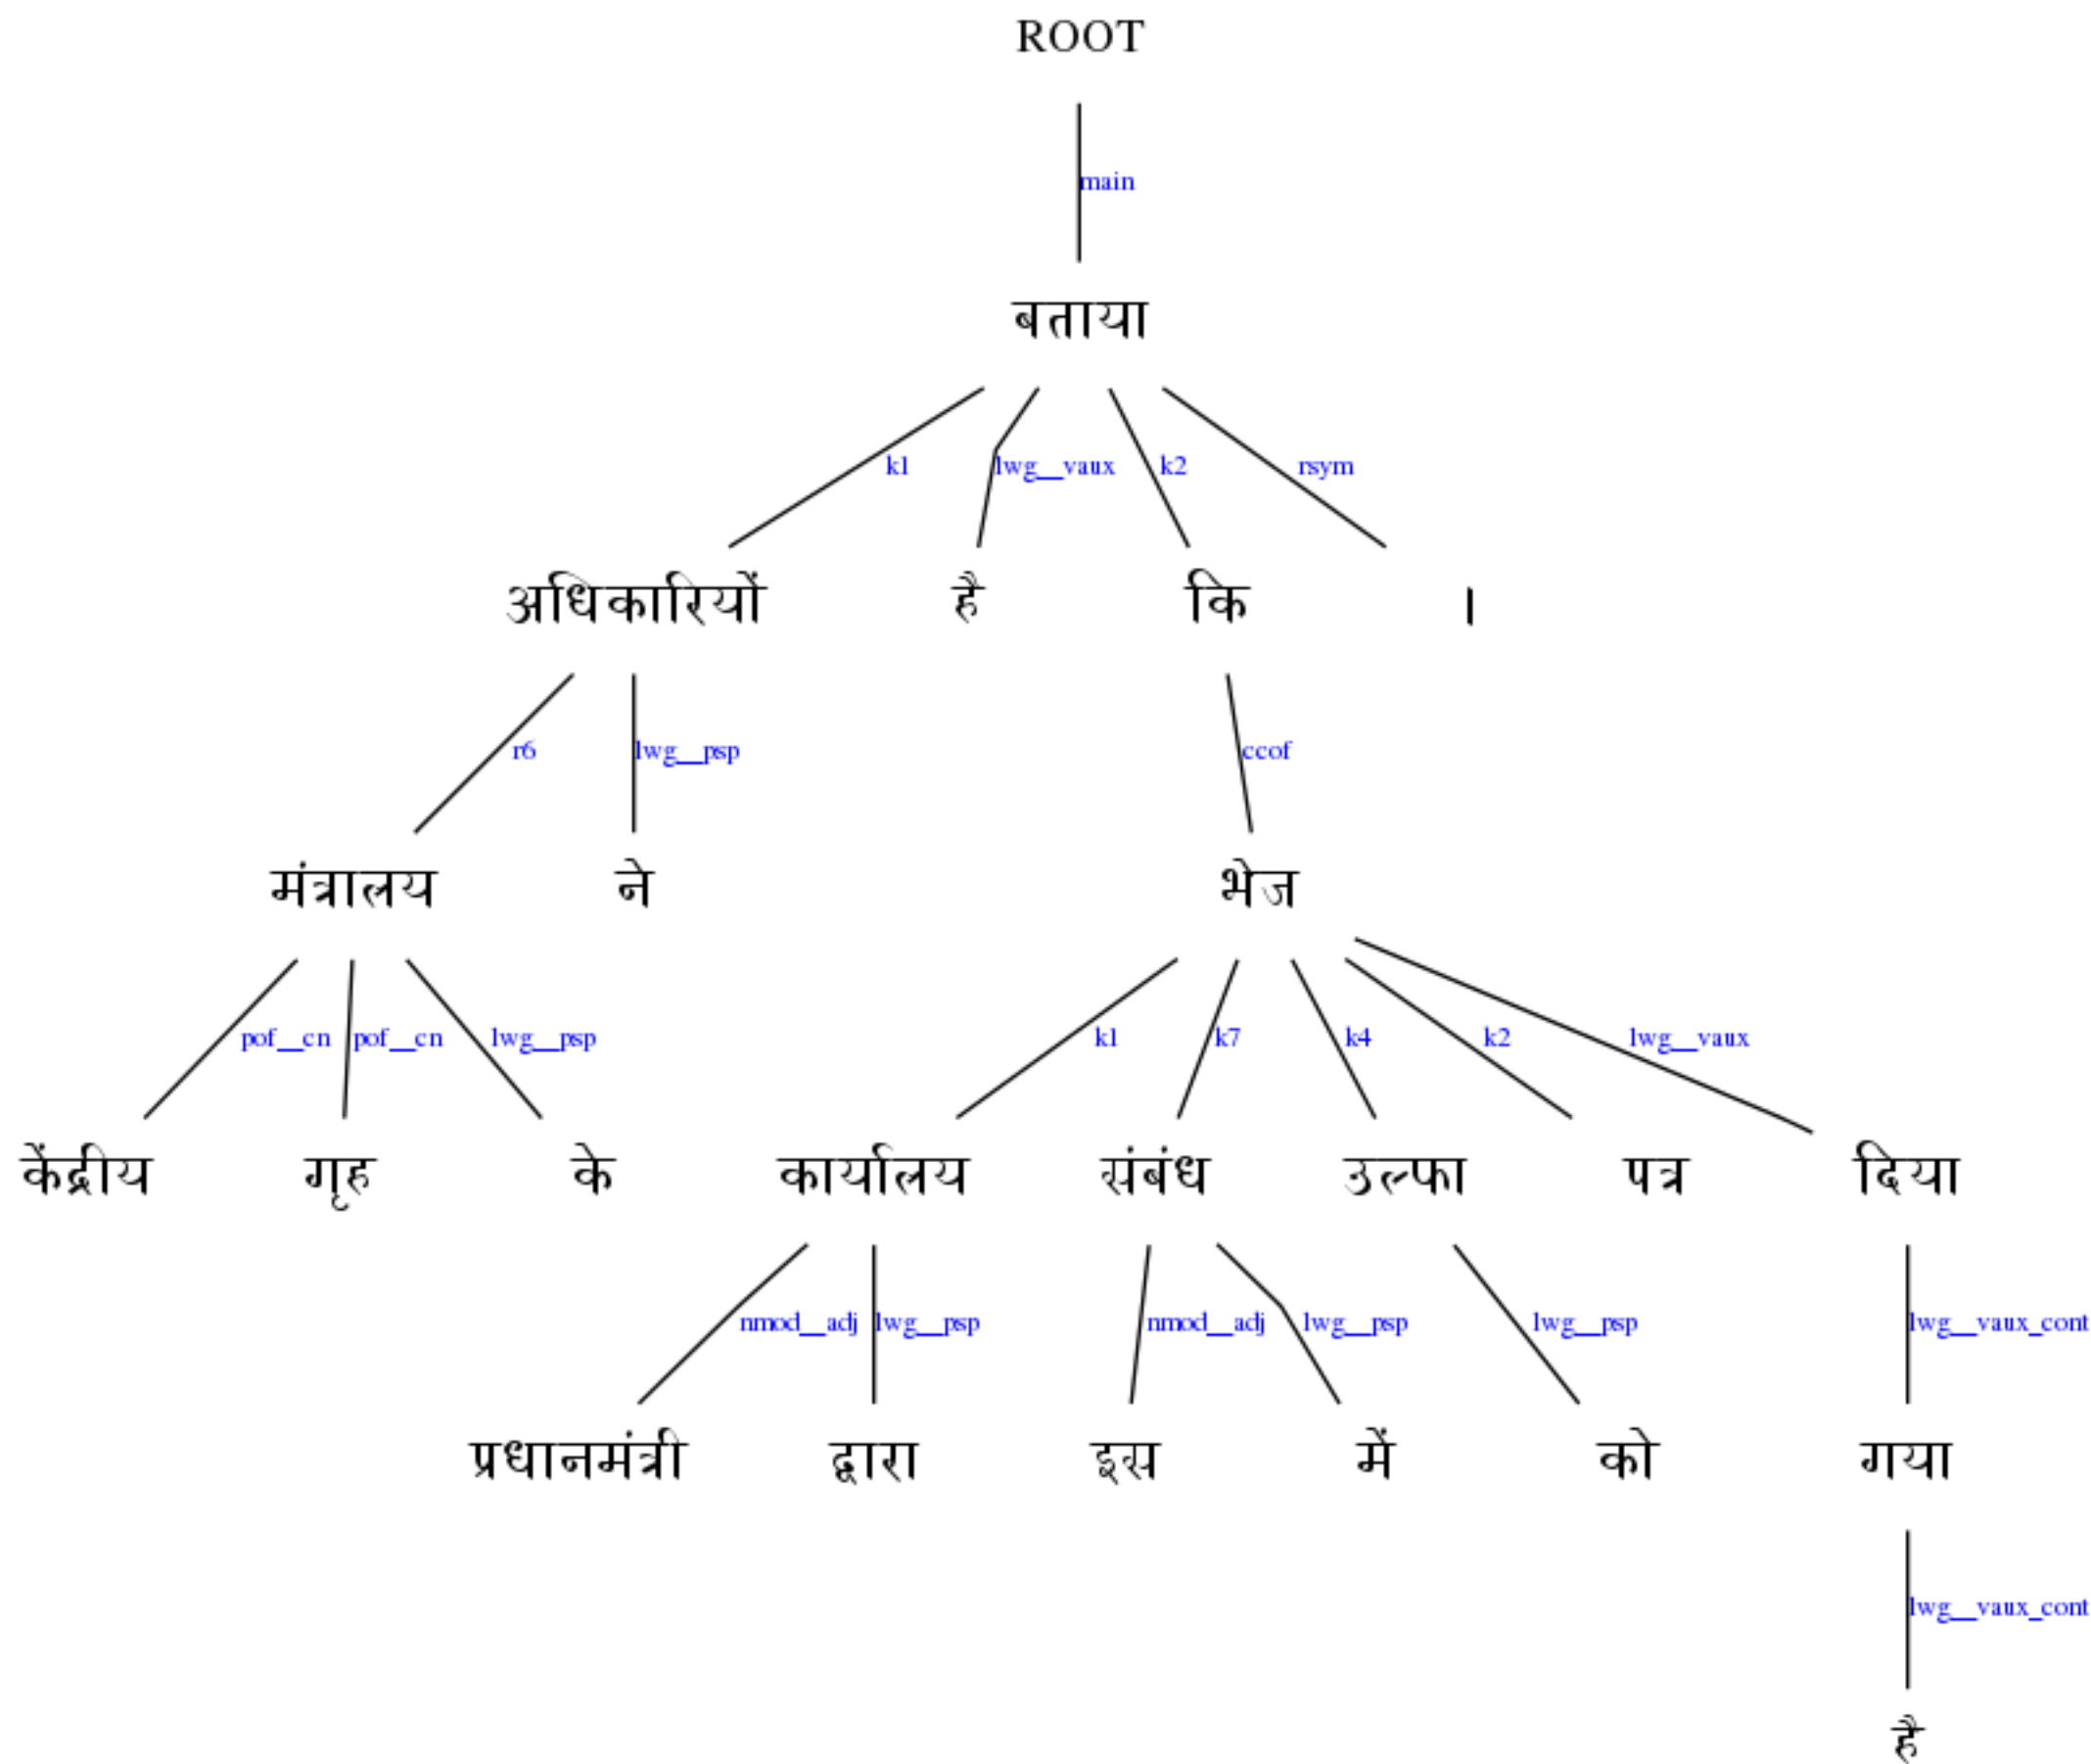 ROOT
main
बताया
k1 lwg__vaux k2 rsym
अधिकारियों है कि ।
r6 lwg__psp ccof
मंत्रालय ने भेज
pof__cn pof__cn lwg__psp k1 k7 k4 k2 lwg__vaux
केंद्रीय गृह के कार्यालय संबंध उल्फा पत्र दिया
nmod__adj lwg__psp nmod__adj lwg__psp lwg__psp lwg__vaux_cont
प्रधानमंत्री द्वारा इस में को गया
lwg__vaux_cont
है